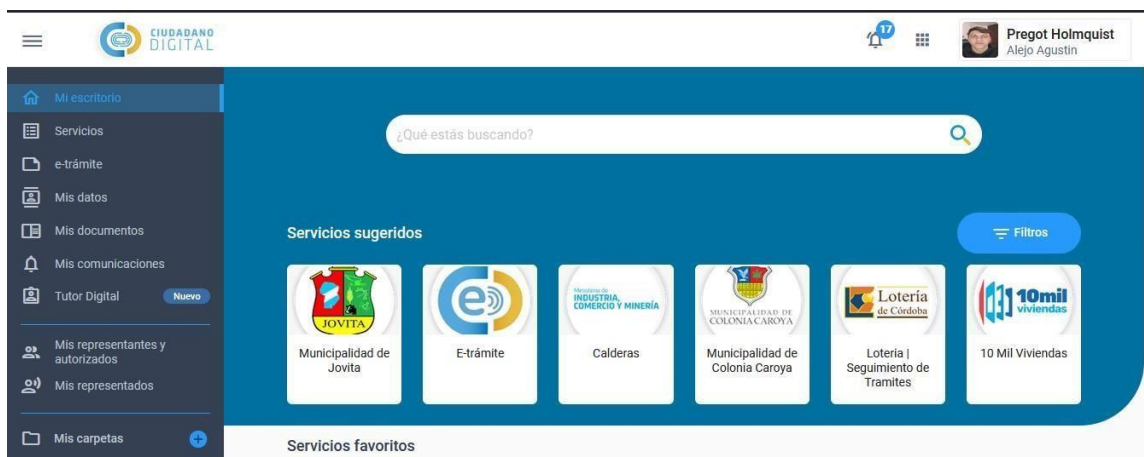 CIUDADANO
DIGITAL
17
Pregot Holmquist
Alejo Agustin
Mi escritorio
Servicios
e-trámite
Mis datos
Mis documentos
Mis comunicaciones
Tutor Digital
Nuevo
Mis representantes y
autorizados
Mis representados
Mis carpetas
¿Qué estás buscando?
Servicios sugeridos
Filtros
JOVITA
Municipalidad de
Jovita
e
E-trámite
Ministerio de
INDUSTRIA,
COMERCIO Y MINERÍA
Calderas
MUNICIPALIDAD DE
COLONIA CAROYA
Municipalidad de
Colonia Caroya
Lotería
de Córdoba
Loteria |
Seguimiento de
Tramites
10mil
viviendas
10 Mil Viviendas
Servicios favoritos